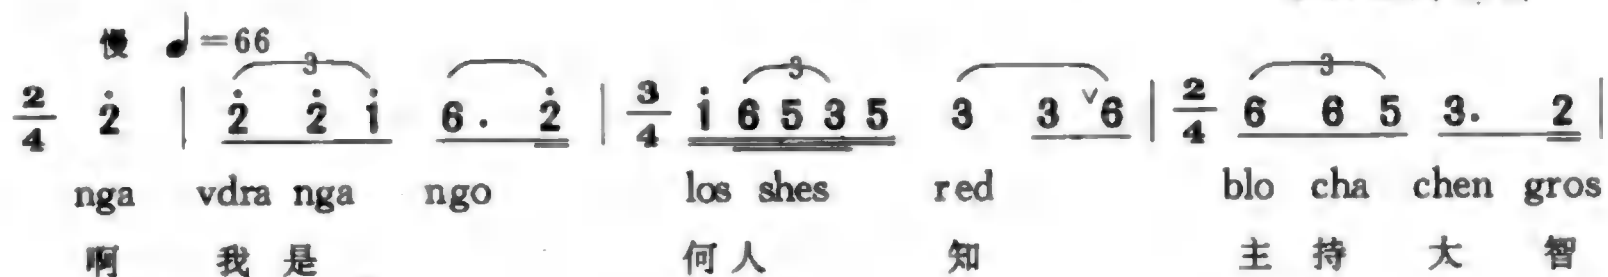 慢 ♩=66
2/4 2̇ | 2̇ 2̇ 1̇ 6. 2̇ | 3/4 1̇ 6 5 3 5 3 3 ∨ 6 | 2/4 6 6 5 3. 2 |
nga vdra nga ngo los shes red blo cha chen gros
啊 我 是 何 人 知 主 持 大 智